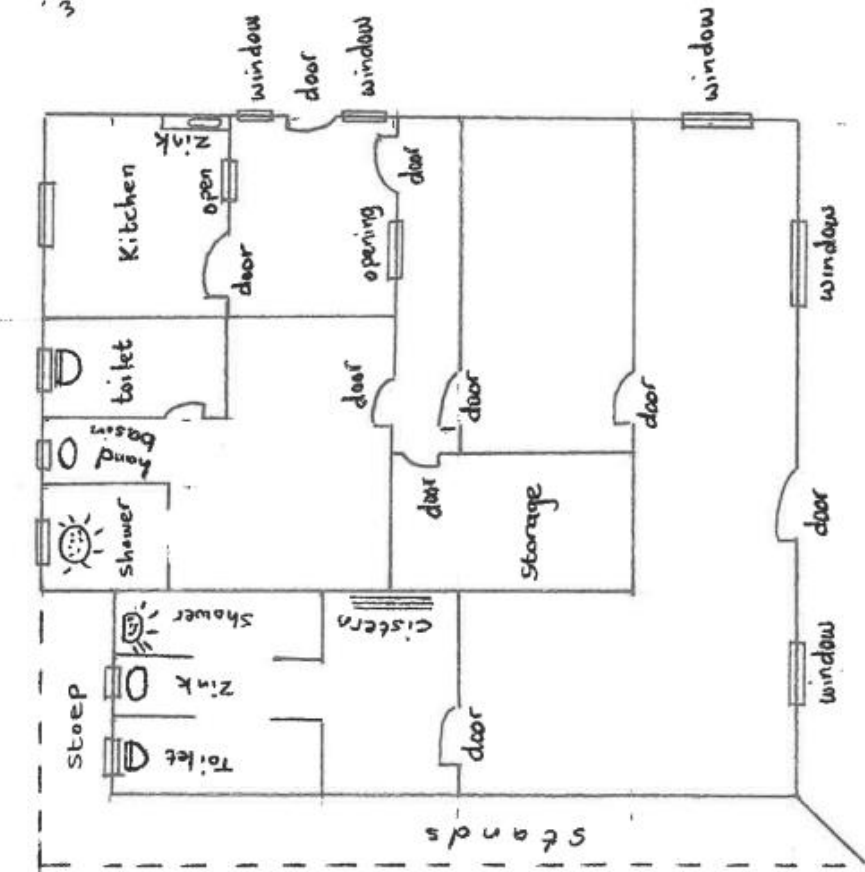 3
window
door
window
window
Zink
Kitchen
open
door
door
opening
window
toilet
door
door
door
hand
basin
door
Storage
door
shower
Shower
cistern
Zink
window
stoep
Toilet
door
stands